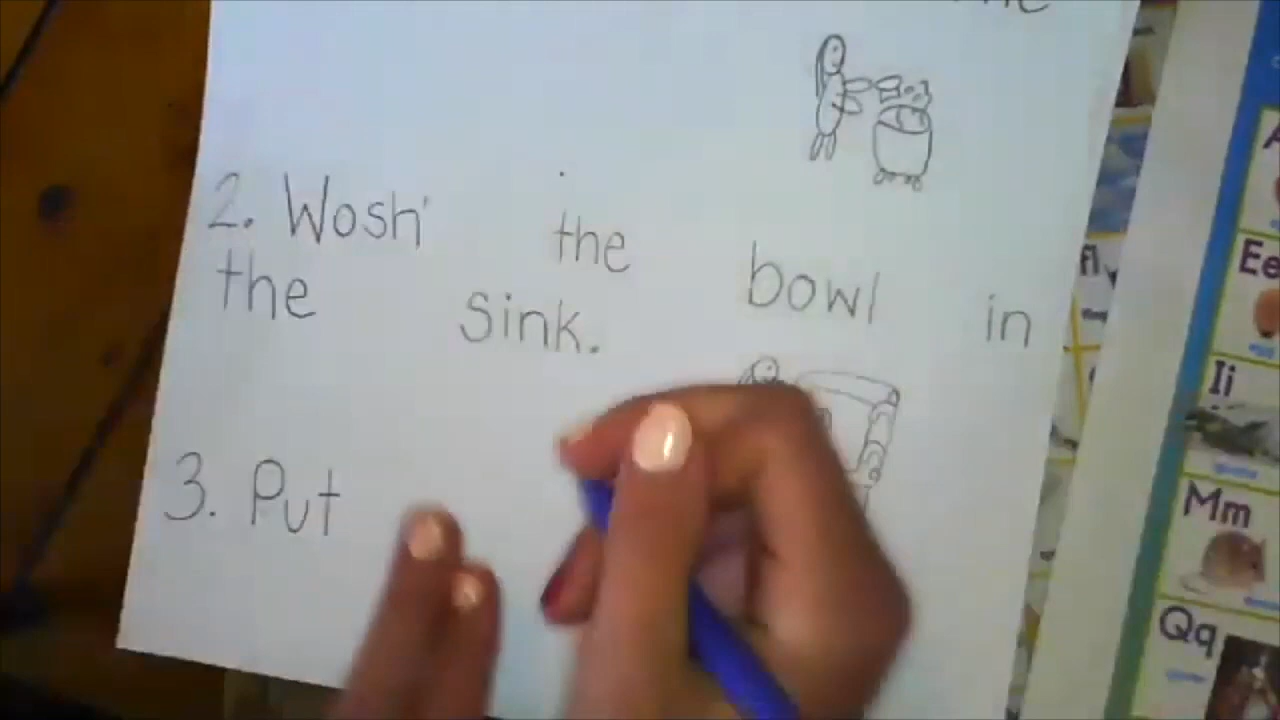 2. Wosh the bowl in
the sink.
3. Put
Ee
Ii
Mm
Qq